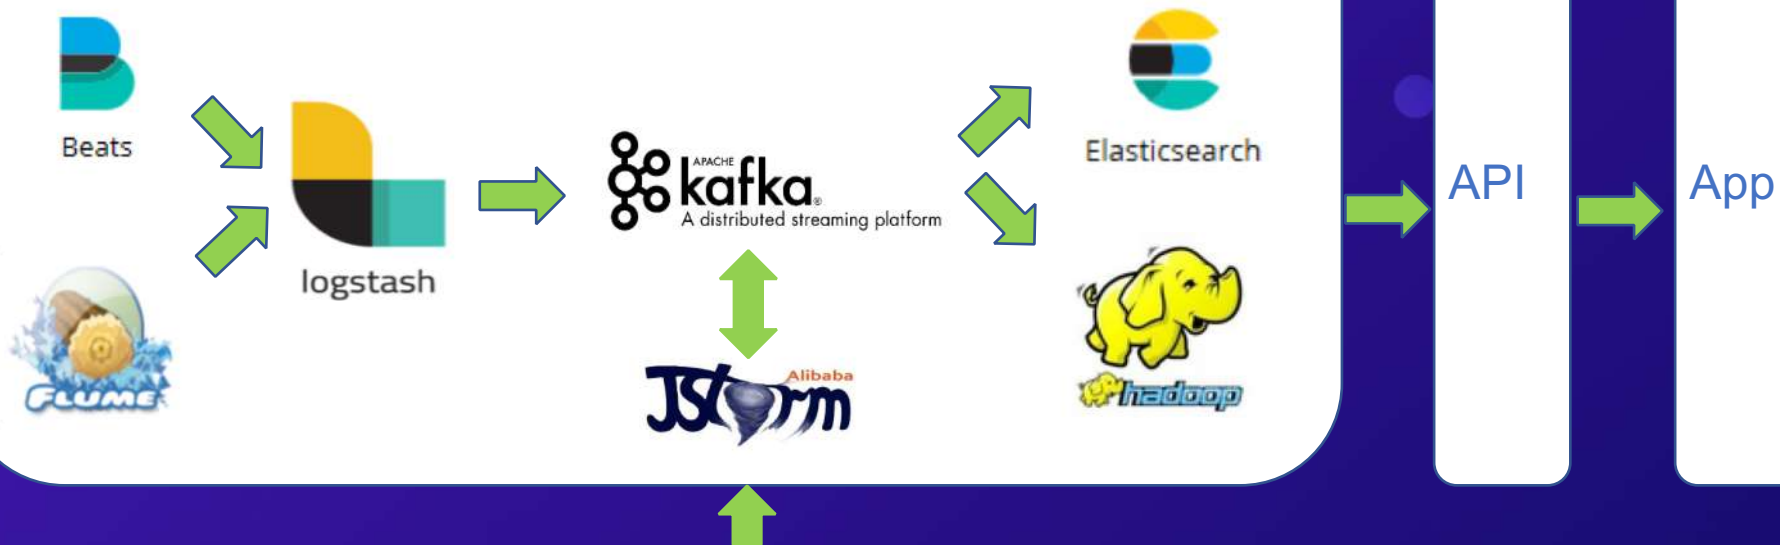 Beats
FLUME
logstash
APACHE
kafka®
A distributed streaming platform
Alibaba
JStorm
Elasticsearch
hadoop
API
App